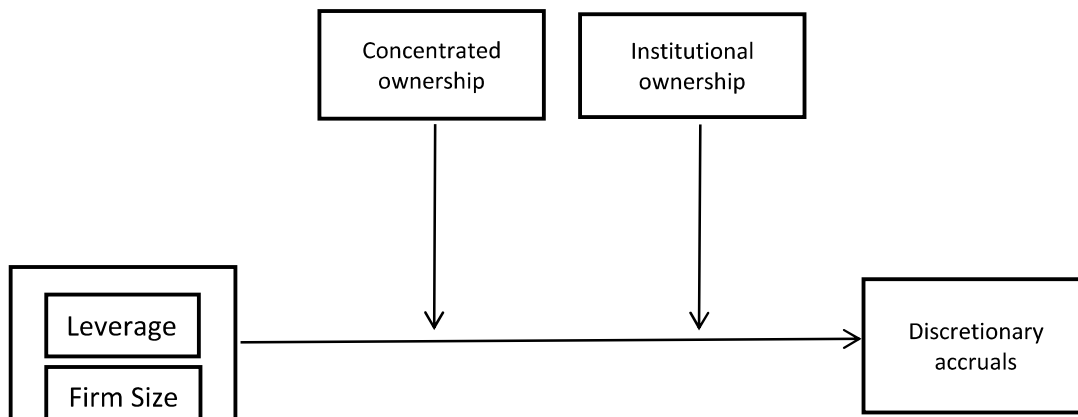 Concentrated
ownership
Institutional
ownership
Leverage
Firm Size
Discretionary
accruals